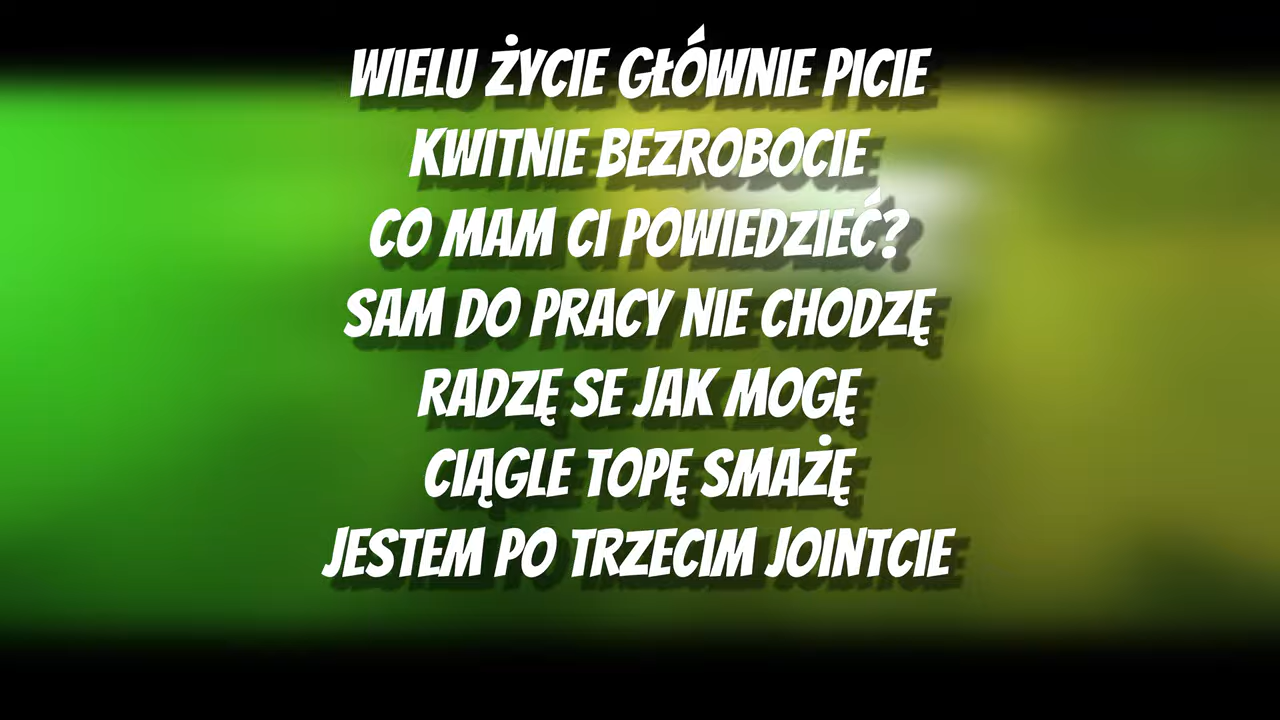 WIELU ŻYCIE GŁÓWNIE PICIE
KWITNIE BEZROBOCIE
CO MAM CI POWIEDZIEĆ?
SAM DO PRACY NIE CHODZĘ
RADZĘ SE JAK MOGĘ
CIĄGLE TOPĘ SMAŻĘ
JESTEM PO TRZECIM JOINTCIE